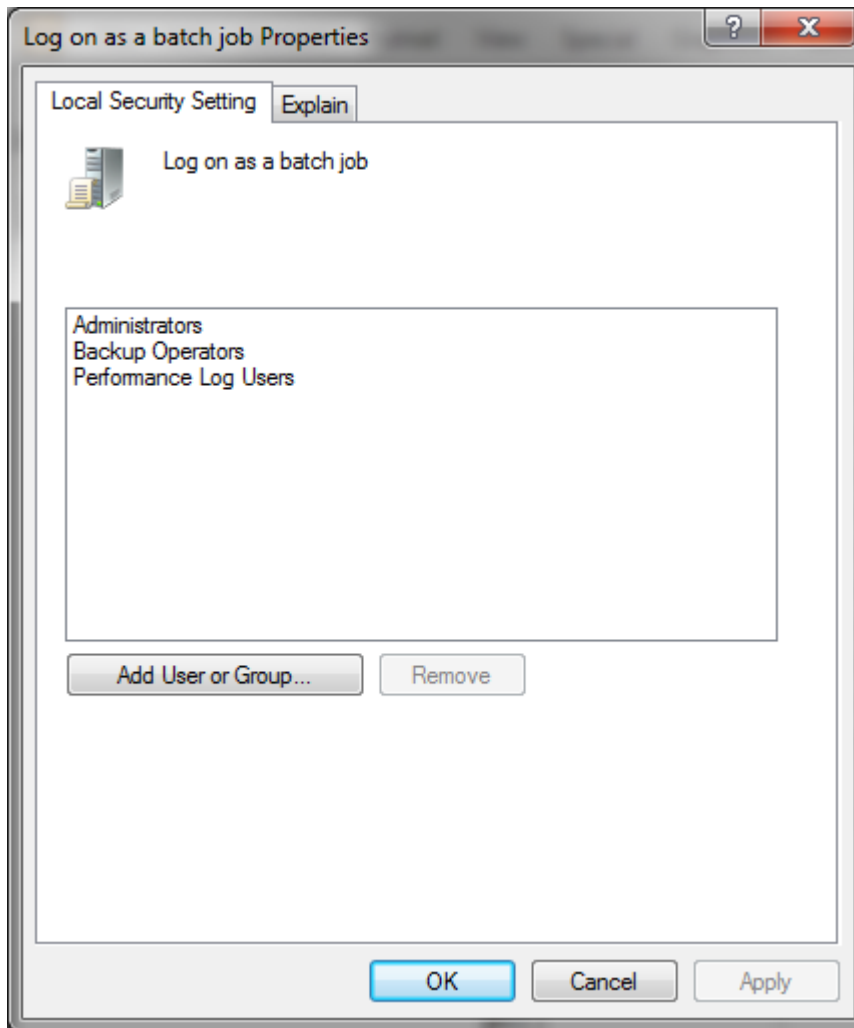 Log on as a batch job Properties
?
X
Local Security Setting
Explain
Log on as a batch job
Administrators
Backup Operators
Performance Log Users
Add User or Group...
Remove
OK
Cancel
Apply